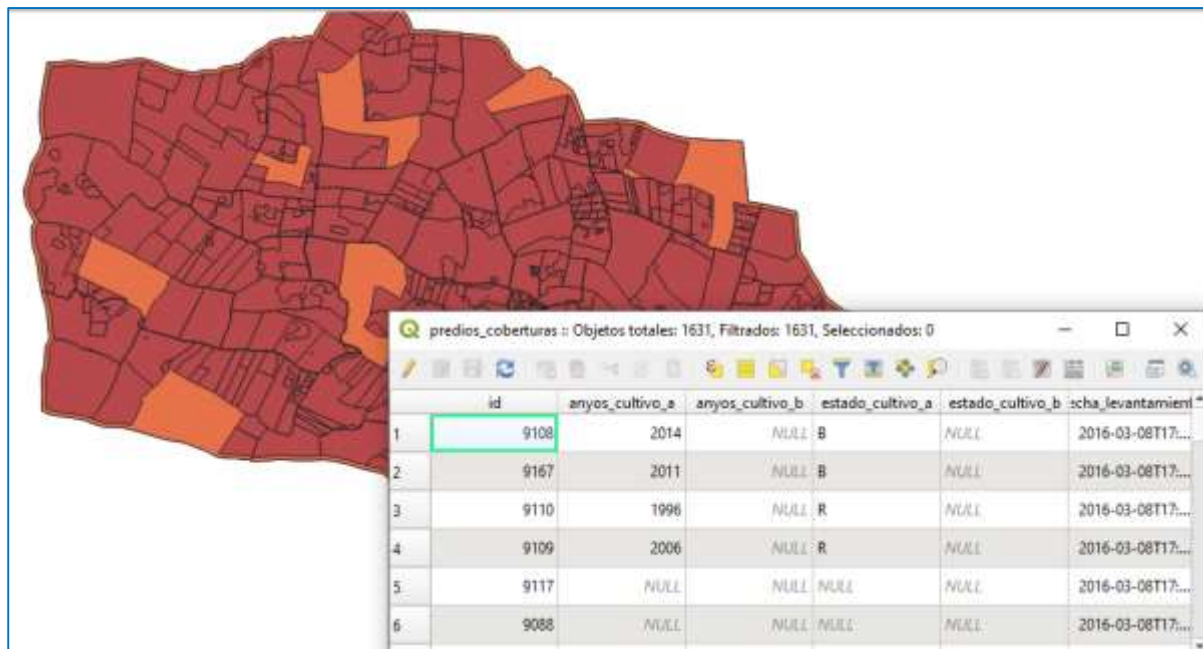 predios_coberturas :: Objetos totales: 1631, Filtrados: 1631, Seleccionados: 0
id anyos_cultivo_a anyos_cultivo_b estado_cultivo_a estado_cultivo_b echa_levantamient
1 9108 2014 NULL B NULL 2016-03-08T17:...
2 9167 2011 NULL B NULL 2016-03-08T17:...
3 9110 1996 NULL R NULL 2016-03-08T17:...
4 9109 2006 NULL R NULL 2016-03-08T17:...
5 9117 NULL NULL NULL NULL 2016-03-08T17:...
6 9088 NULL NULL NULL NULL 2016-03-08T17:...